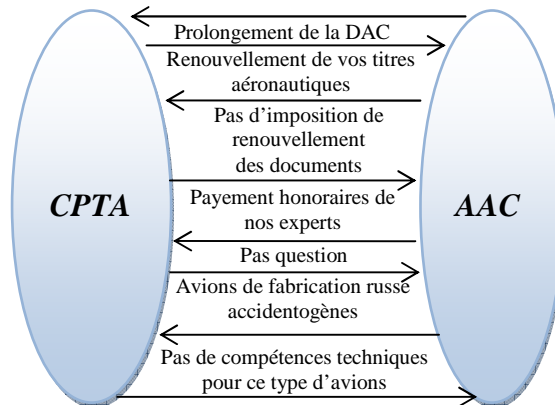 Prolongement de la DAC
Renouvellement de vos titres
aéronautiques
Pas d'imposition de
renouvellement
des documents
CPTA
AAC
Payement honoraires de
nos experts
Pas question
Avions de fabrication russe
accidentogènes
Pas de compétences techniques
pour ce type d'avions